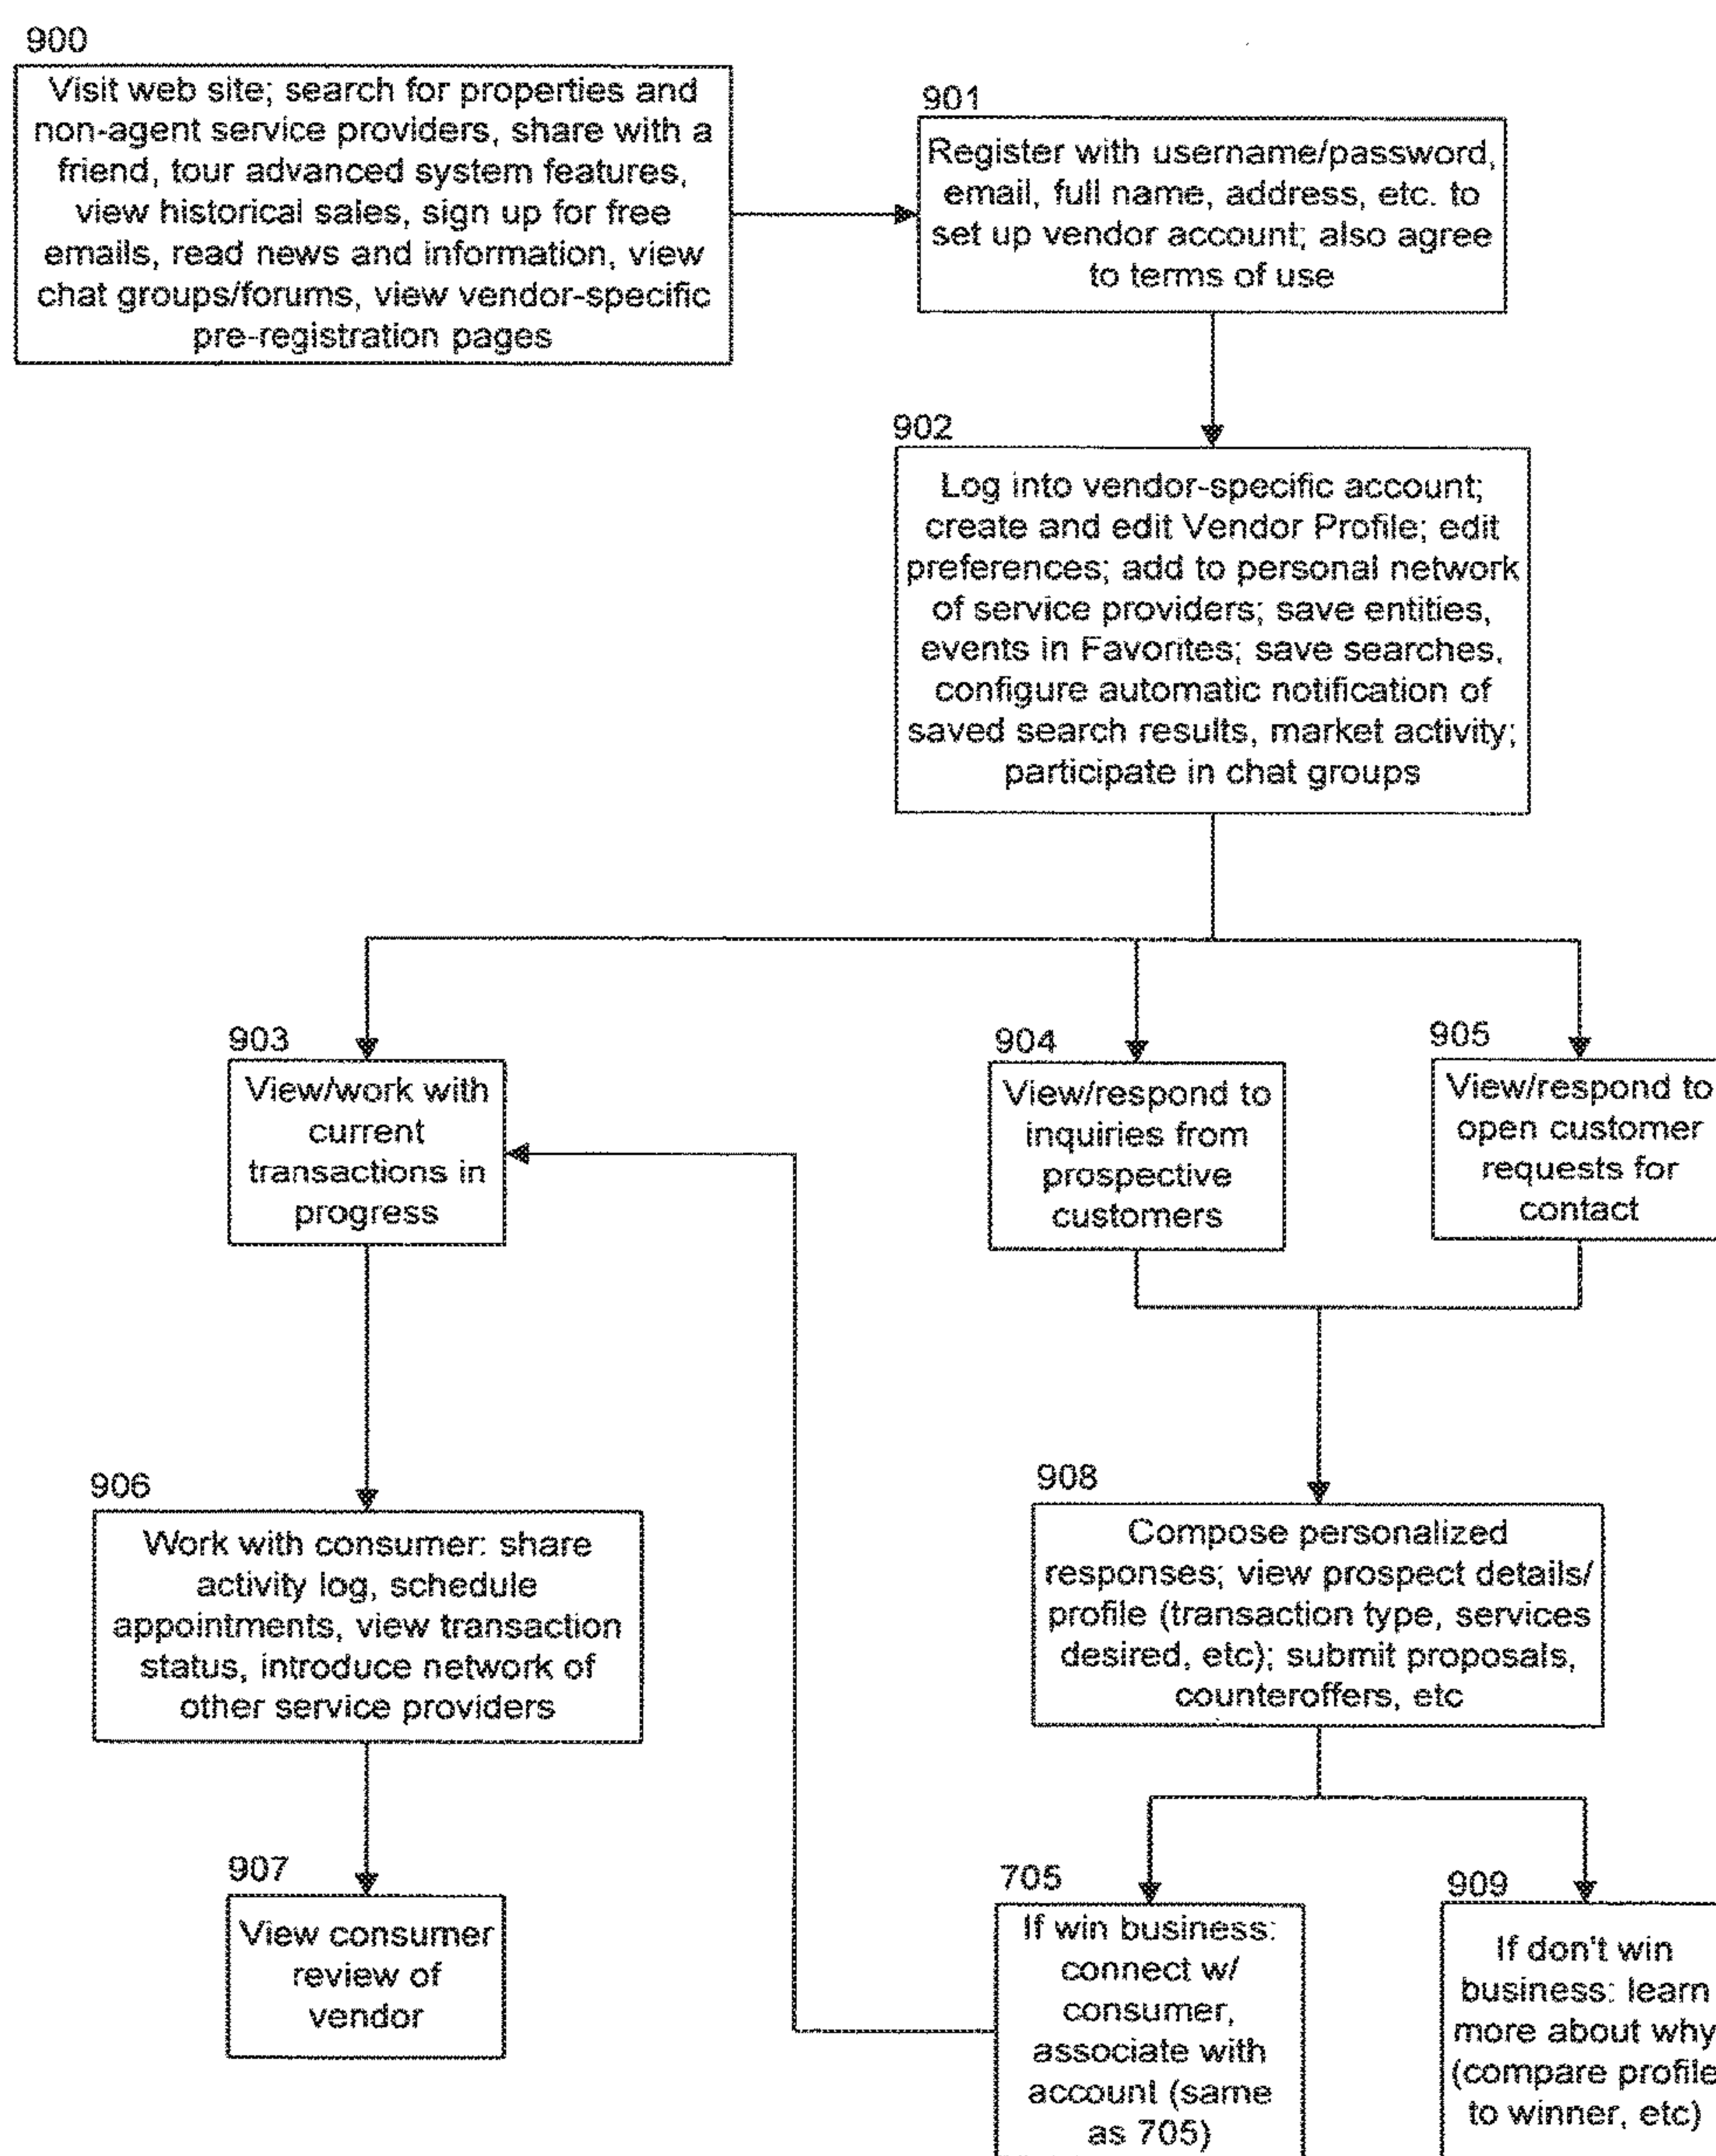 900
Visit web site; search for properties and
non-agent service providers, share with a
friend, tour advanced system features,
view historical sales, sign up for free
emails, read news and information, view
chat groups/forums, view vendor-specific
pre-registration pages
901
Register with username/password,
email, full name, address, etc. to
set up vendor account; also agree
to terms of use
902
Log into vendor-specific account;
create and edit Vendor Profile; edit
preferences; add to personal network
of service providers; save entities,
events in Favorites; save searches,
configure automatic notification of
saved search results, market activity;
participate in chat groups
903
View/work with
current
transactions in
progress
904
View/respond to
inquiries from
prospective
customers
905
View/respond to
open customer
requests for
contact
906
Work with consumer: share
activity log, schedule
appointments, view transaction
status, introduce network of
other service providers
908
Compose personalized
responses; view prospect details/
profile (transaction type, services
desired, etc); submit proposals,
counteroffers, etc
907
View consumer
review of
vendor
705
If win business:
connect w/
consumer,
associate with
account (same
as 705)
909
If don't win
business: learn
more about why
(compare profile
to winner, etc)